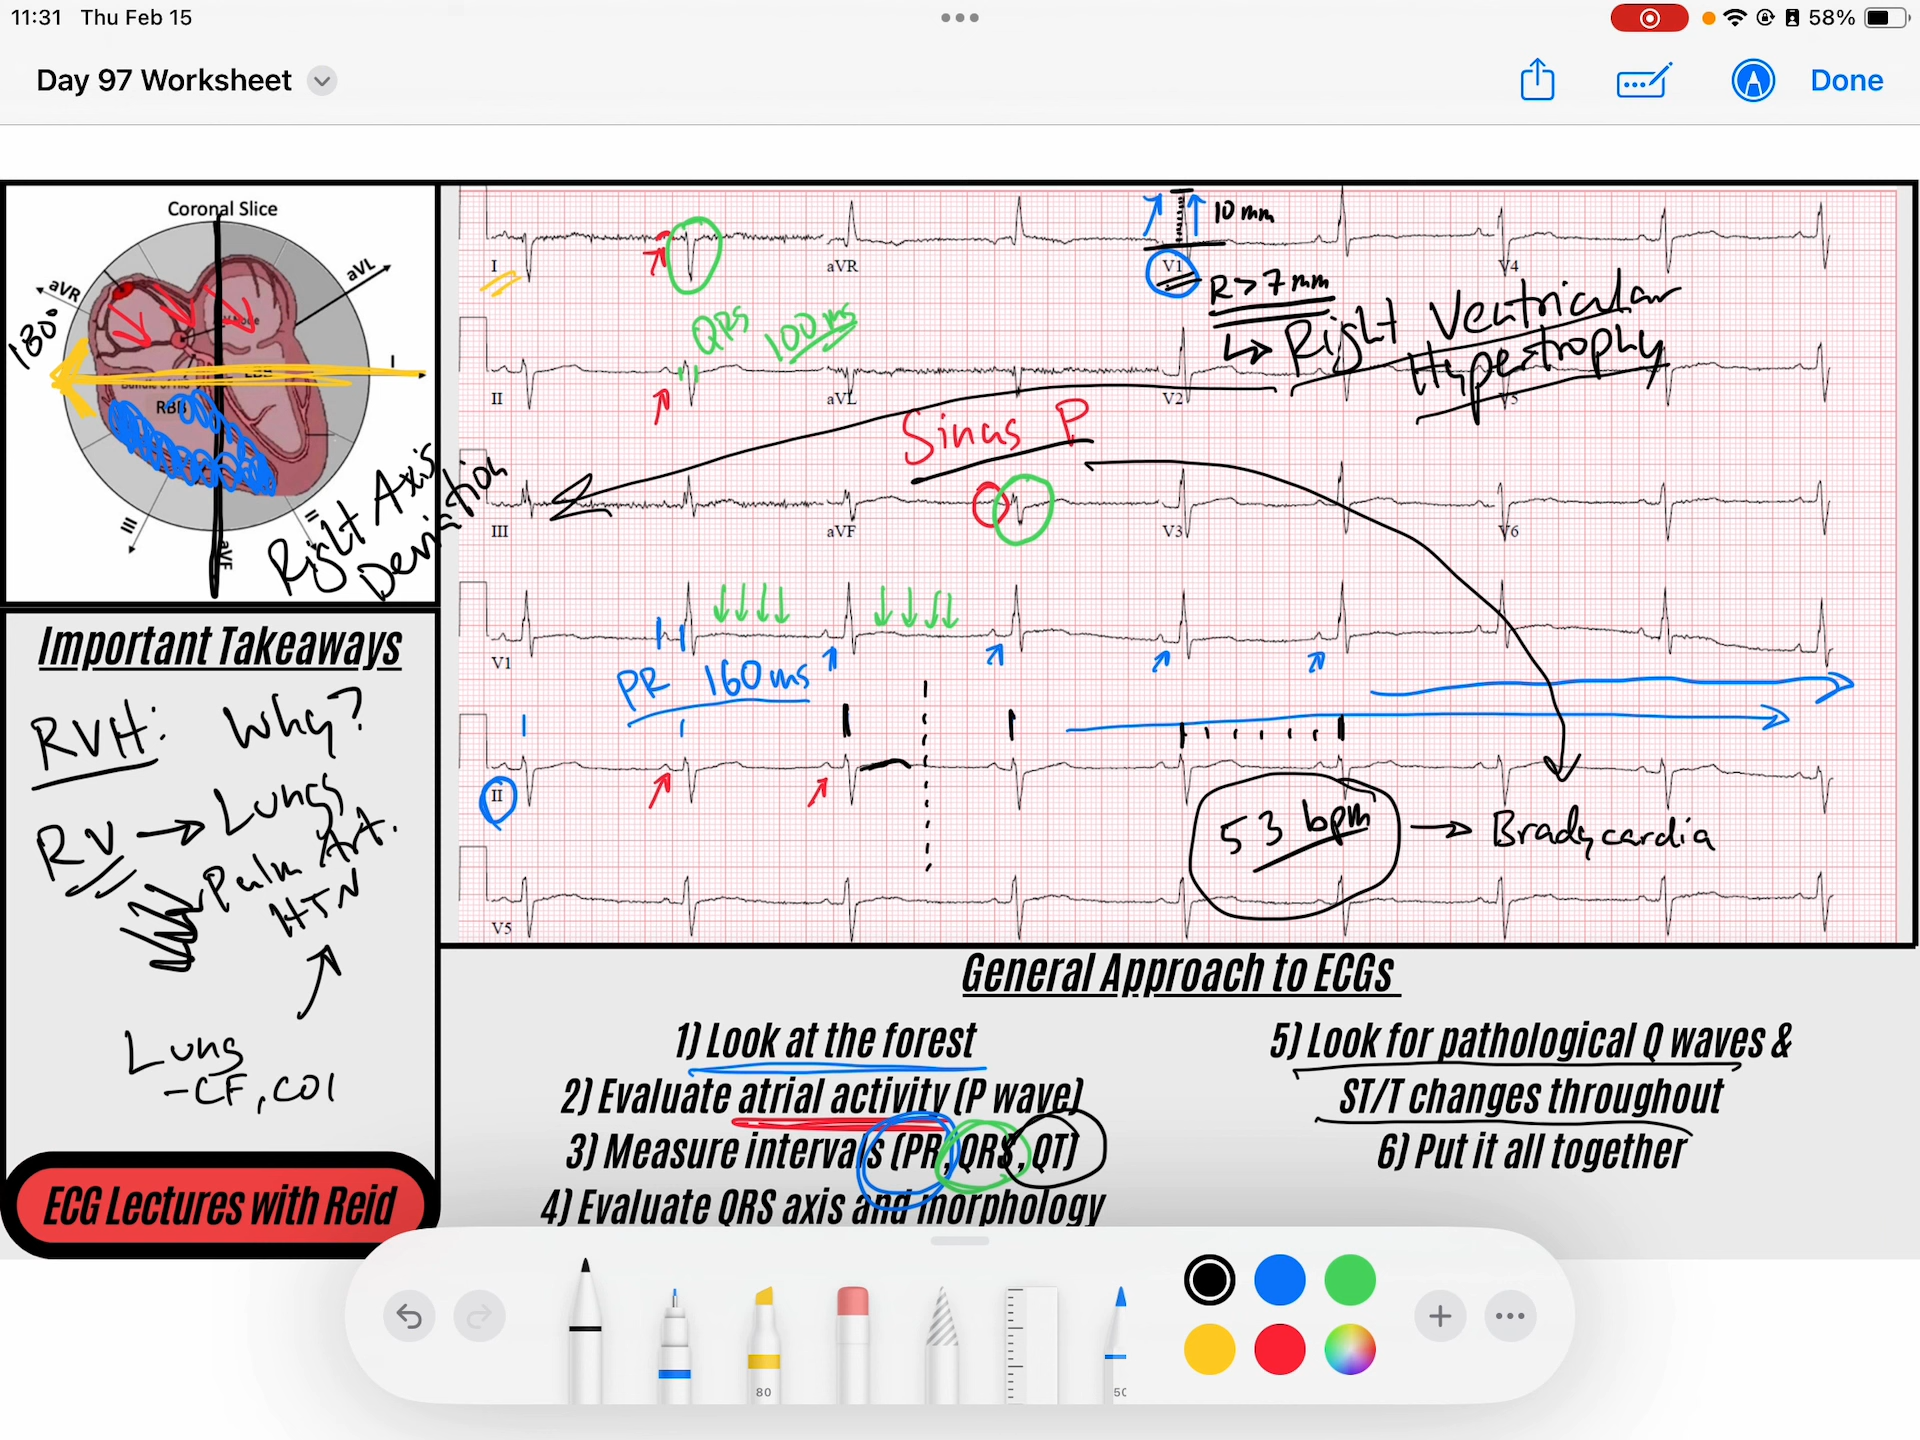 11:31 Thu Feb 15
58%
Day 97 Worksheet
Done
Coronal Slice
aVR
aVL
180°
I
RBB
III
aVF
II
Right Axis
Deviation
I
aVR
V1
V4
10 mm
R > 7 mm
Right Ventricular
Hypertrophy
QRS 100 ms
II
aVL
V2
V5
Sinus P
III
aVF
V3
V6
V1
PR 160 ms
II
53 bpm
Bradycardia
V5
Important Takeaways
RVH: Why?
RV → Lungs
Pulm Art.
HTN
Lung
- CF, COI
ECG Lectures with Reid
General Approach to ECGs
1) Look at the forest
2) Evaluate atrial activity (P wave)
3) Measure intervals (PR, QRS, QT)
4) Evaluate QRS axis and morphology
5) Look for pathological Q waves &
ST/T changes throughout
6) Put it all together
80
50